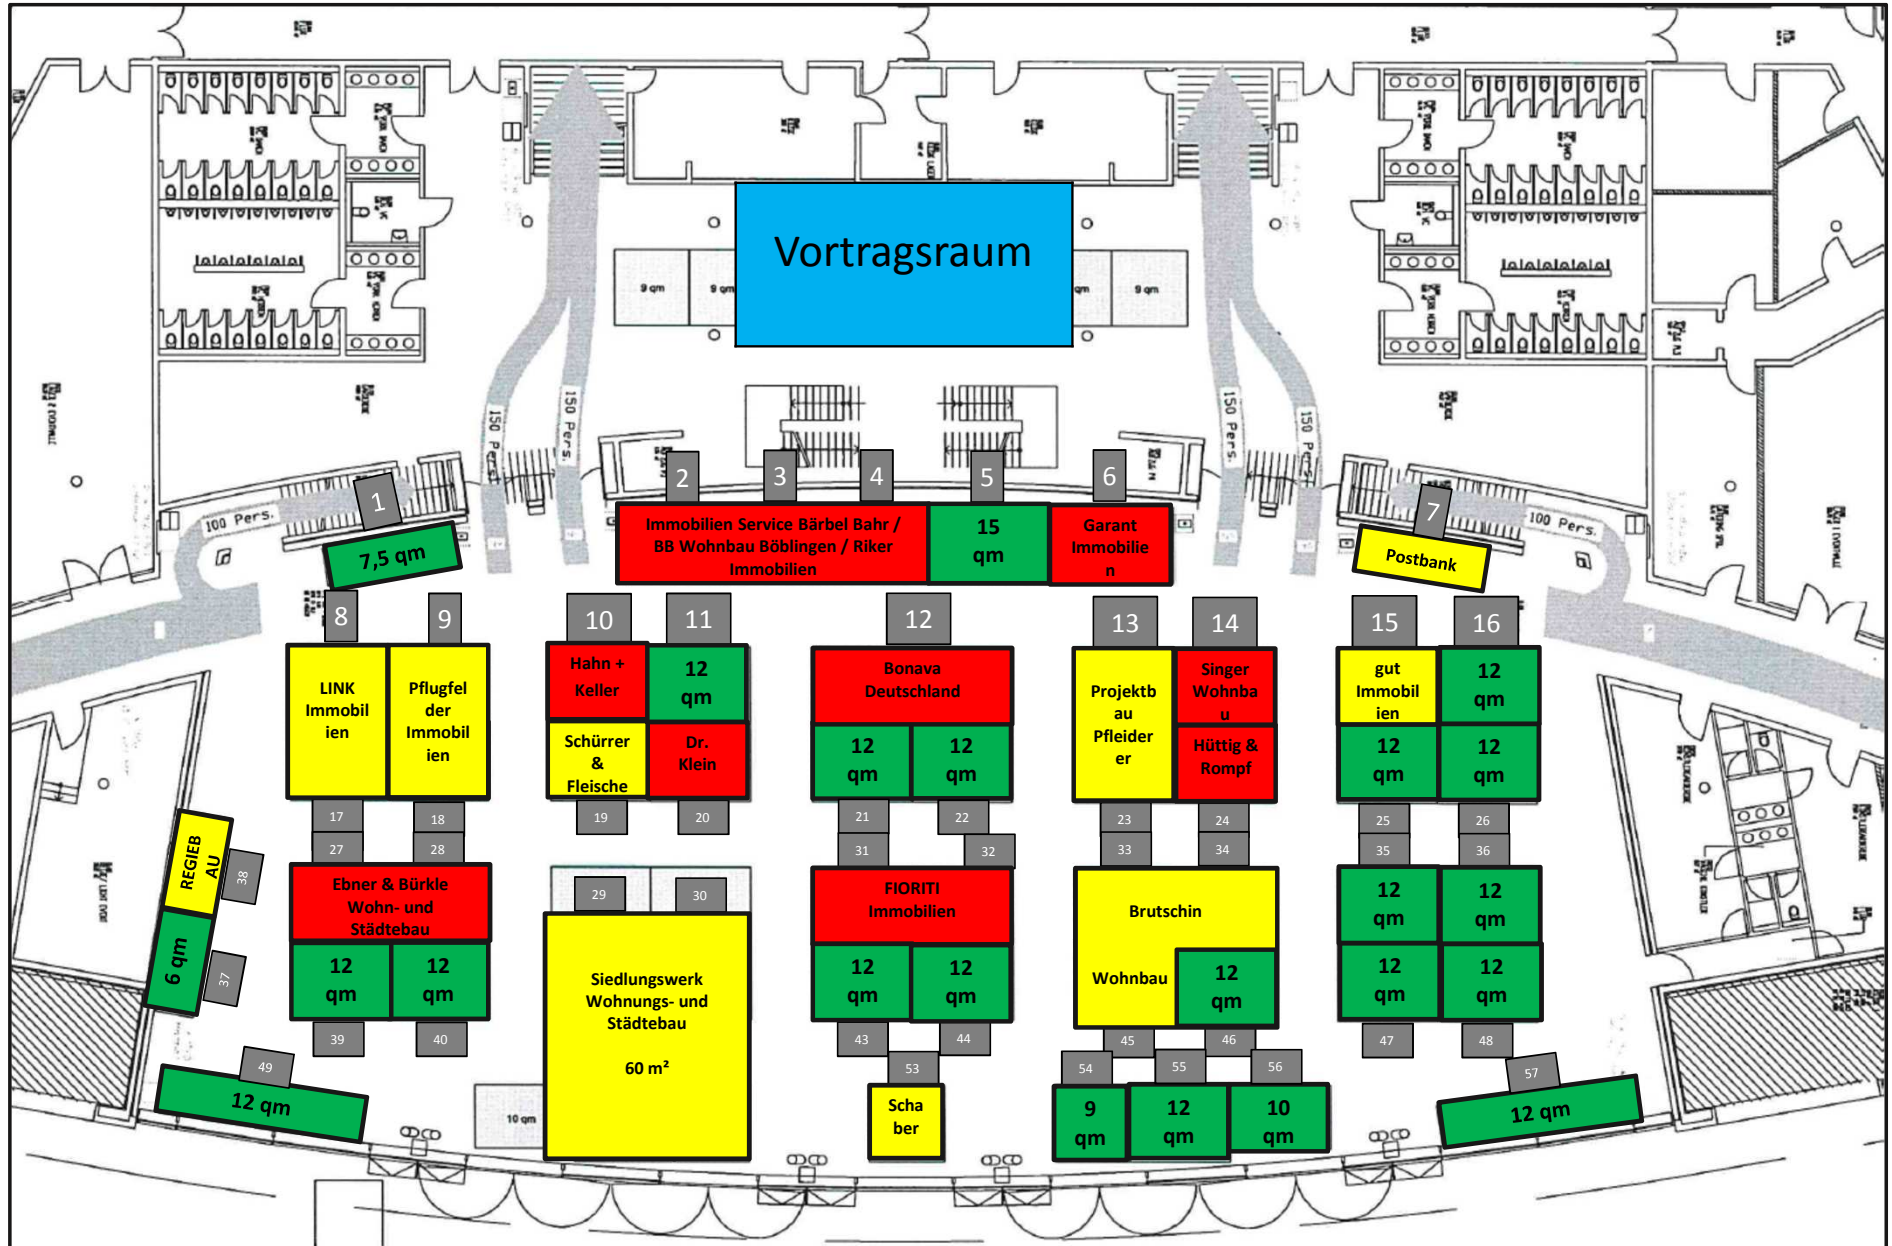 Vortragsraum
9 qm
9 qm
qm
9 qm
150 Pers.
150 Pers.
150 Pers.
150 Pers.
100 Pers.
100 Pers.
1
2
3
4
5
6
7
7,5 qm
Immobilien Service Bärbel Bahr /
BB Wohnbau Böblingen / Riker
Immobilien
15
qm
Garant
Immobilie
n
Postbank
8
9
10
11
12
13
14
15
16
LINK
Immobil
ien
Pflugfel
der
Immobil
ien
Hahn +
Keller
12
qm
Schürrer
&
Fleische
Dr.
Klein
Bonava
Deutschland
12
qm
12
qm
Projektb
au
Pfleider
er
Singer
Wohnba
u
Hüttig &
Rompf
gut
Immobil
ien
12
qm
12
qm
12
qm
17
18
19
20
21
22
23
24
25
26
27
28
29
30
31
32
33
34
35
36
REGIEB
AU
38
6 qm
37
Ebner & Bürkle
Wohn- und
Städtebau
12
qm
12
qm
Siedlungswerk
Wohnungs- und
Städtebau
60 m²
FIORITI
Immobilien
12
qm
12
qm
Brutschin
Wohnbau
12
qm
12
qm
12
qm
12
qm
12
qm
39
40
43
44
45
46
47
48
49
12 qm
10 qm
53
Scha
ber
54
55
56
9
qm
12
qm
10
qm
57
12 qm